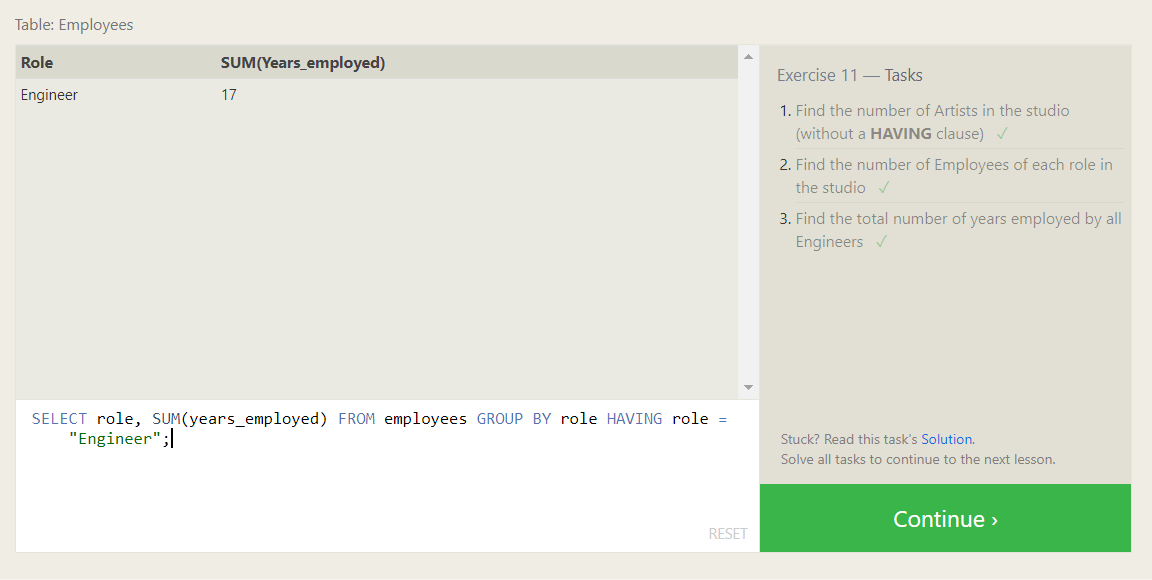 Table: Employees
Role SUM(Years_employed)
Engineer 17
SELECT role, SUM(years_employed) FROM employees GROUP BY role HAVING role =
"Engineer";
RESET
Exercise 11 — Tasks
1. Find the number of Artists in the studio
(without a HAVING clause) ✓
2. Find the number of Employees of each role in
the studio ✓
3. Find the total number of years employed by all
Engineers ✓
Stuck? Read this task's Solution.
Solve all tasks to continue to the next lesson.
Continue ›